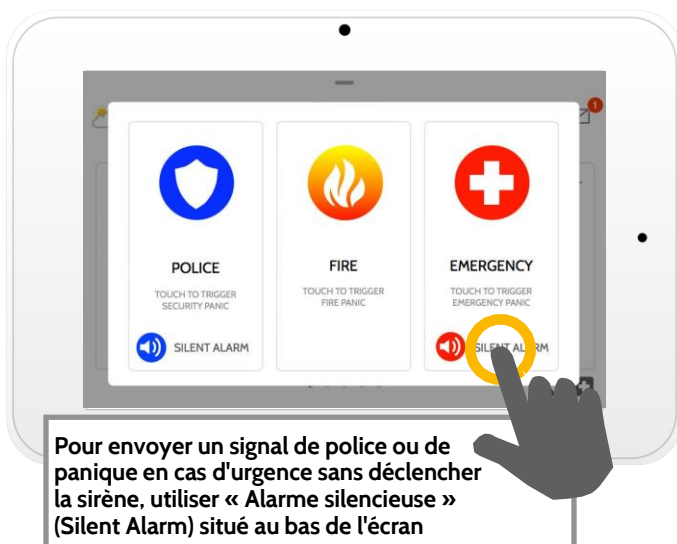 1
POLICE
TOUCH TO TRIGGER
SECURITY PANIC
SILENT ALARM
FIRE
TOUCH TO TRIGGER
FIRE PANIC
EMERGENCY
TOUCH TO TRIGGER
EMERGENCY PANIC
Pour envoyer un signal de police ou de
panique en cas d'urgence sans déclencher
la sirène, utiliser « Alarme silencieuse »
(Silent Alarm) situé au bas de l'écran